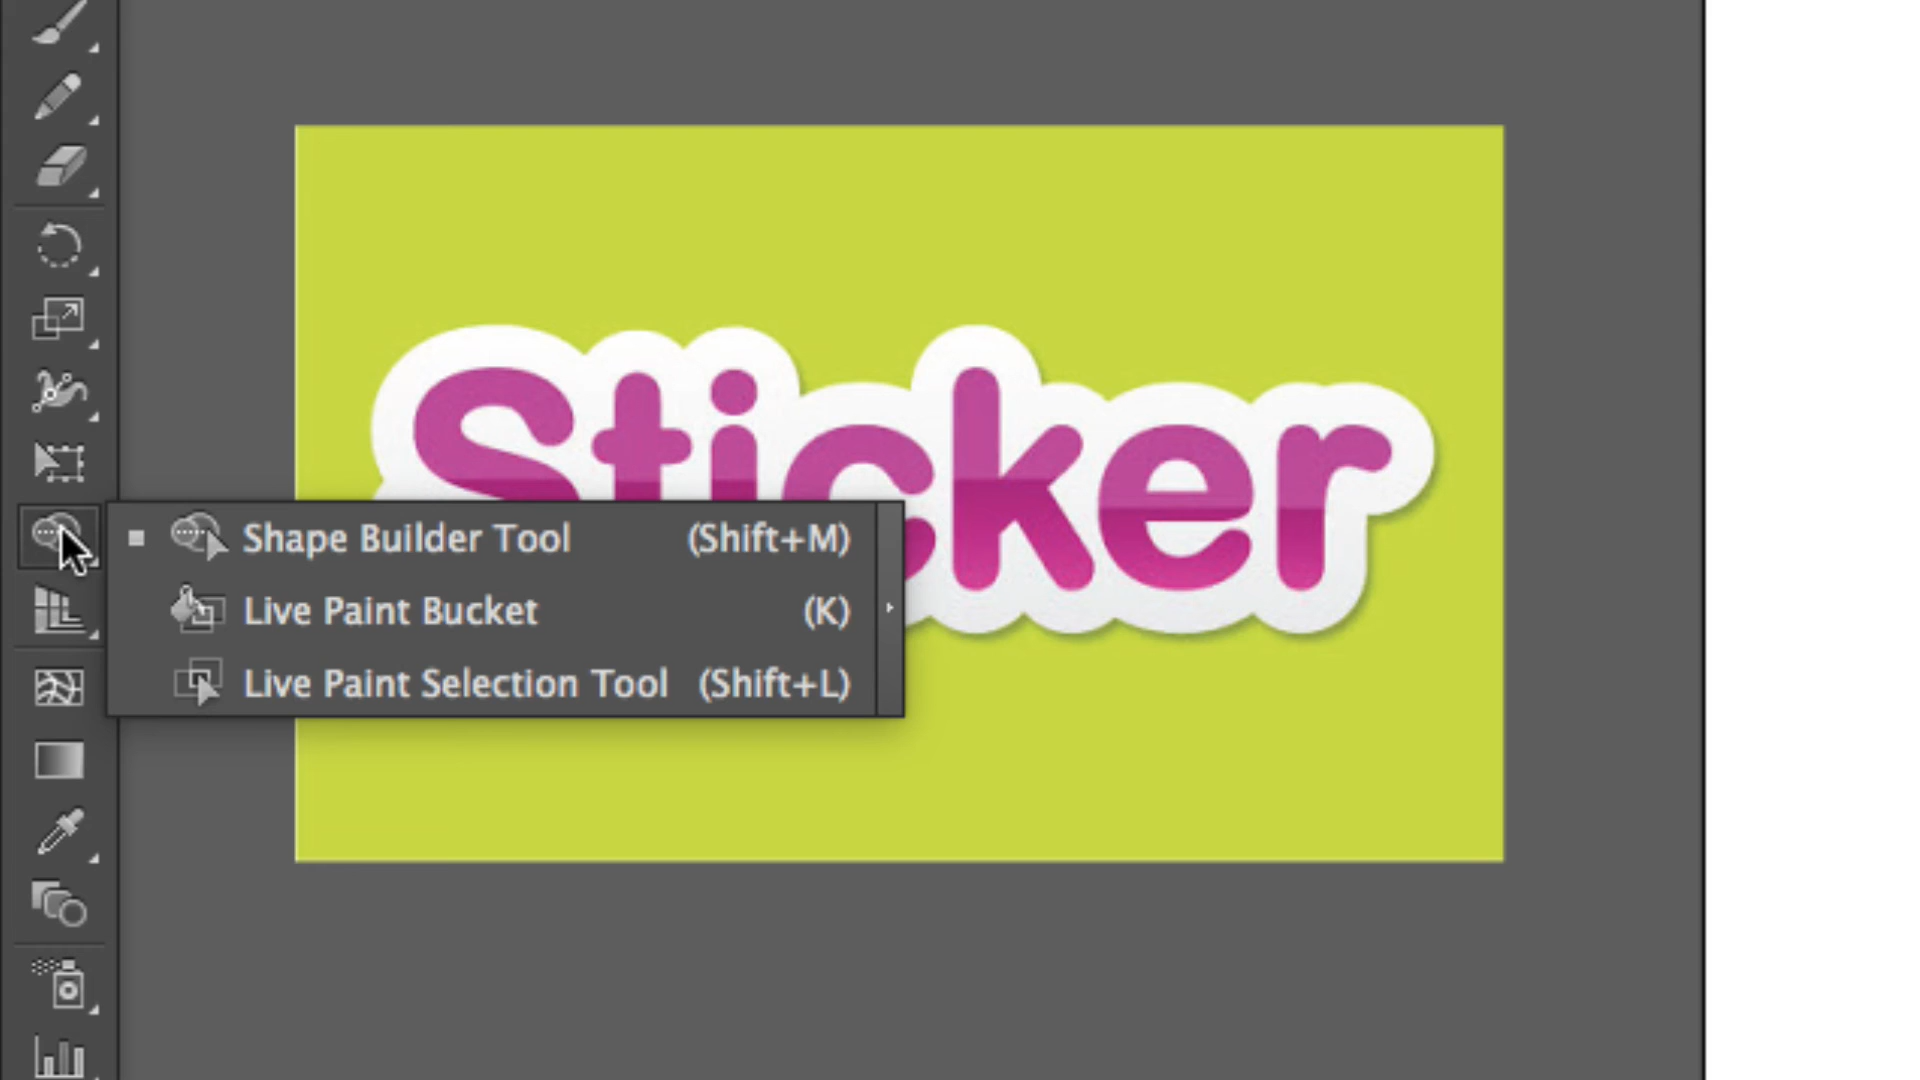 Sticker
Shape Builder Tool (Shift+M)
Live Paint Bucket (K)
Live Paint Selection Tool (Shift+L)